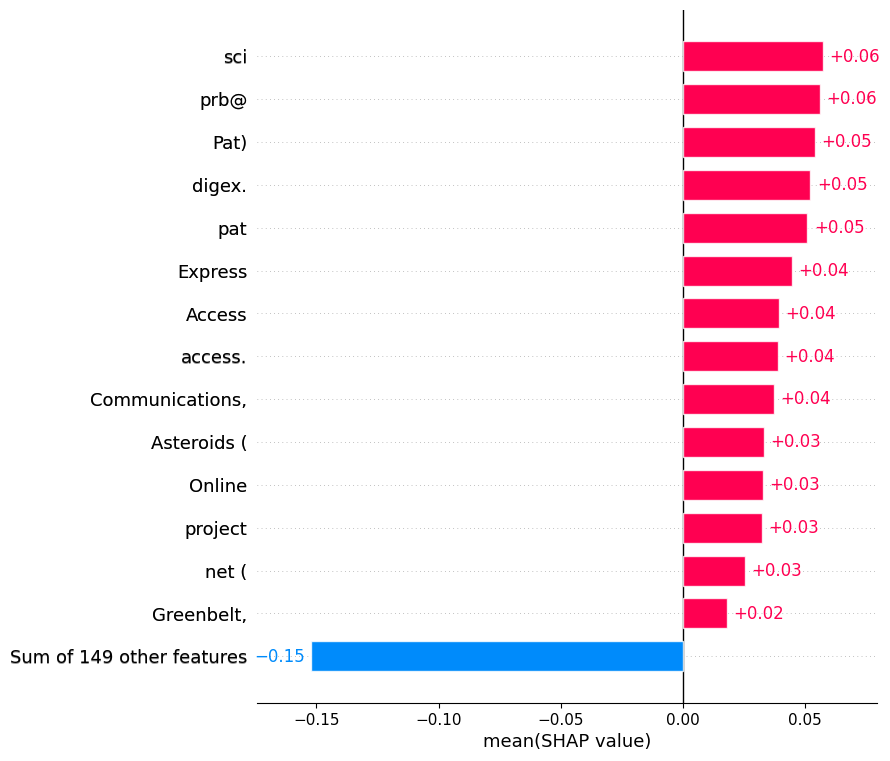 sci +0.06
prb@ +0.06
Pat) +0.05
digex. +0.05
pat +0.05
Express +0.04
Access +0.04
access. +0.04
Communications, +0.04
Asteroids ( +0.03
Online +0.03
project +0.03
net ( +0.03
Greenbelt, +0.02
Sum of 149 other features −0.15
−0.15 −0.10 −0.05 0.00 0.05
mean(SHAP value)